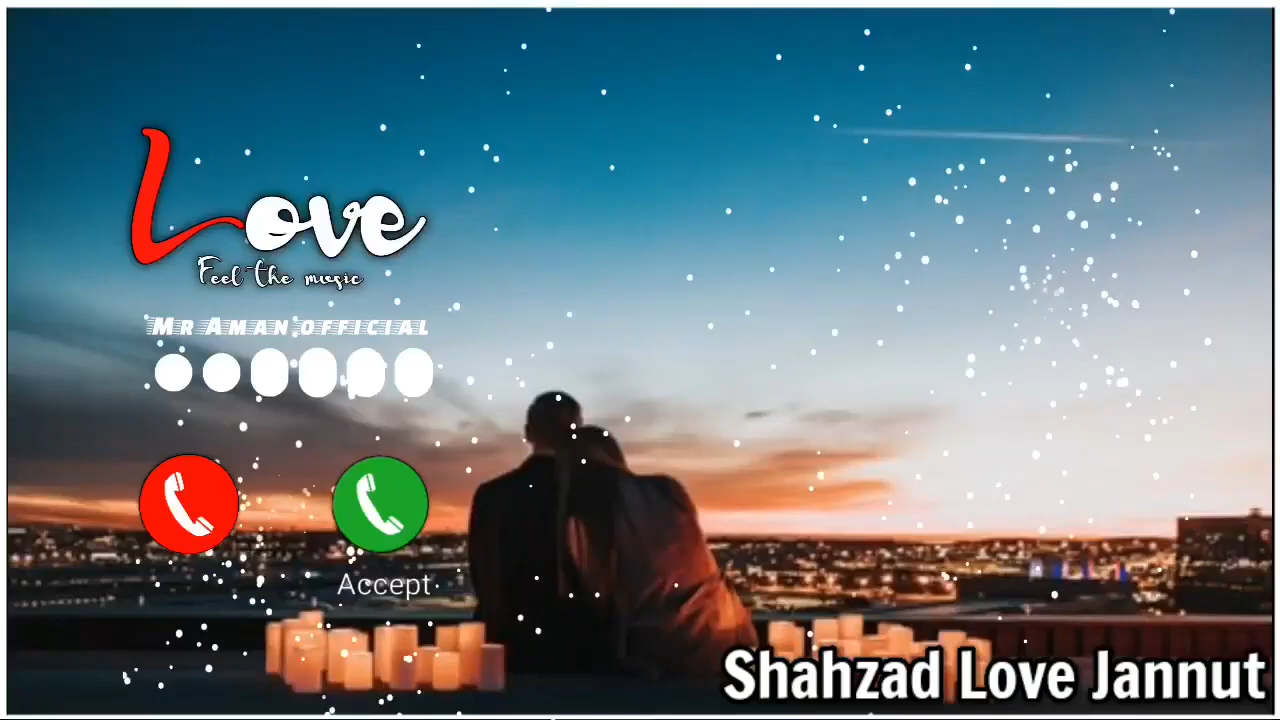 Love
Feel the music
Mr Aman official
Accept
Shahzad Love Jannut